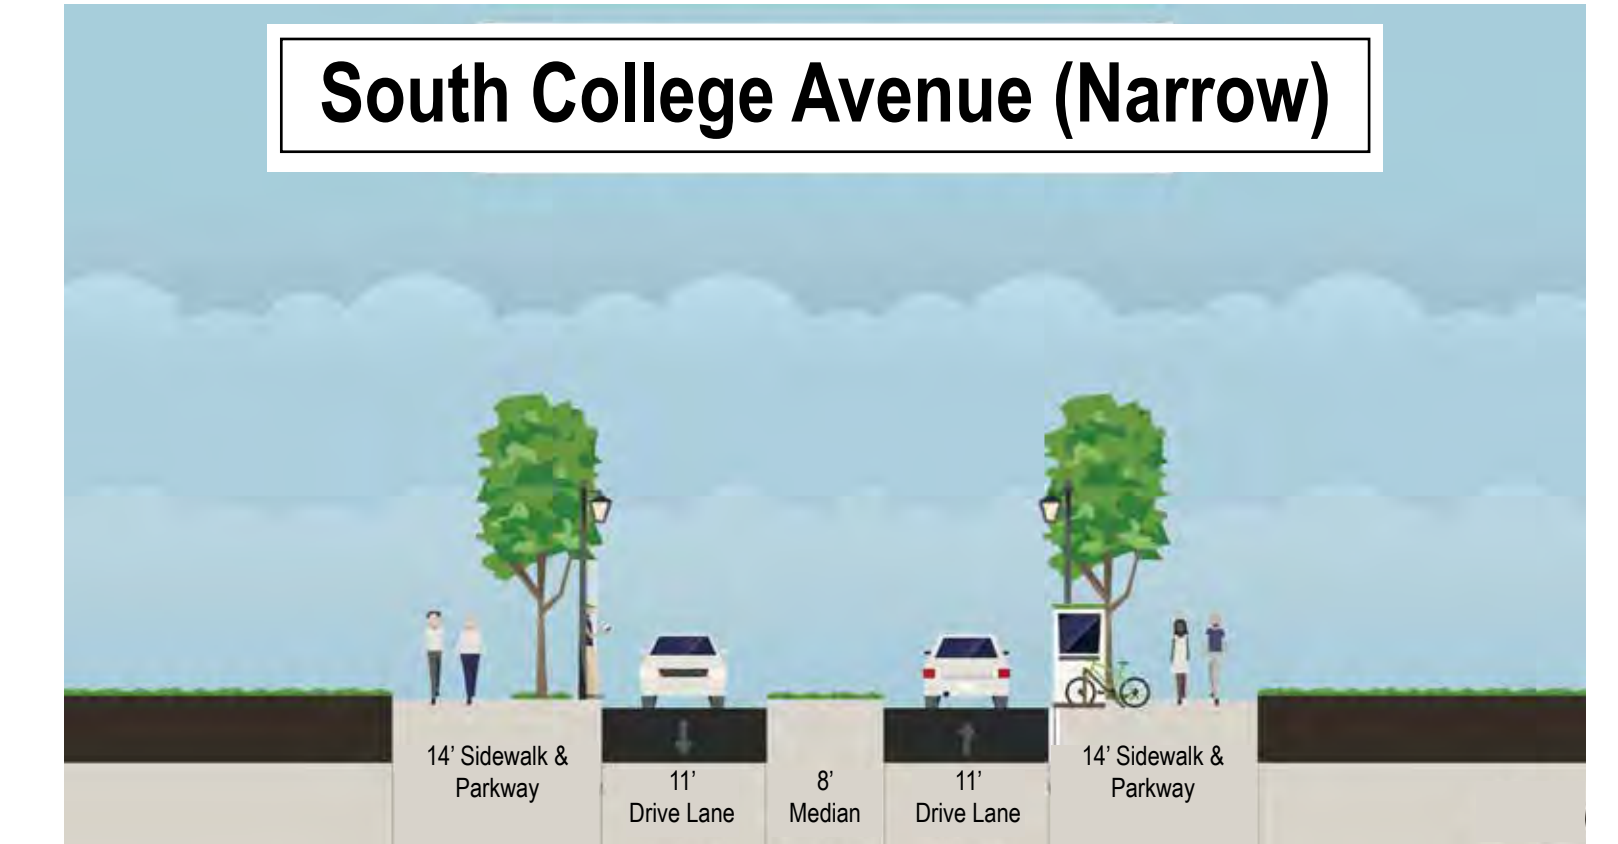 South College Avenue (Narrow)
14’ Sidewalk &
Parkway
11’
Drive Lane
8’
Median
11’
Drive Lane
14’ Sidewalk &
Parkway